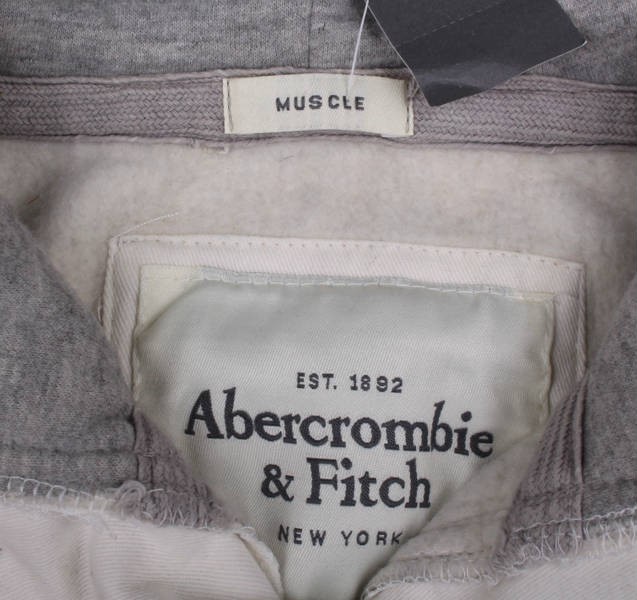 MUSCLE
EST. 1892
Abercrombie
& Fitch
NEW YORK